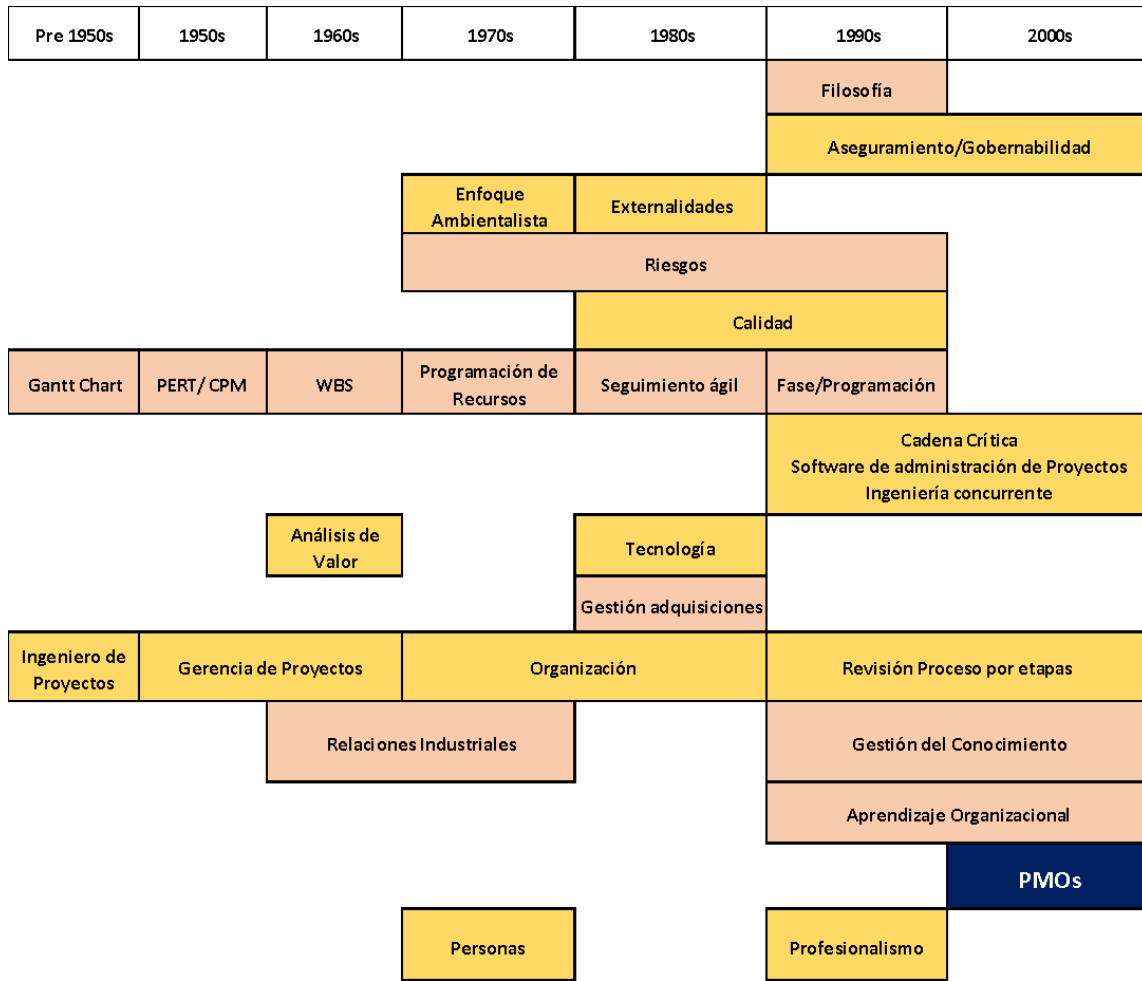 Pre 1950s
1950s
1960s
1970s
1980s
1990s
2000s
Filosofía
Aseguramiento/Gobernabilidad
Enfoque
Ambientalista
Externalidades
Riesgos
Calidad
Gantt Chart
PERT/ CPM
WBS
Programación de
Recursos
Seguimiento ágil
Fase/Programación
Cadena Crítica
Software de administración de Proyectos
Ingeniería concurrente
Análisis de
Valor
Tecnología
Gestión adquisiciones
Ingeniero de
Proyectos
Gerencia de Proyectos
Organización
Revisión Proceso por etapas
Relaciones Industriales
Gestión del Conocimiento
Aprendizaje Organizacional
PMOs
Personas
Profesionalismo